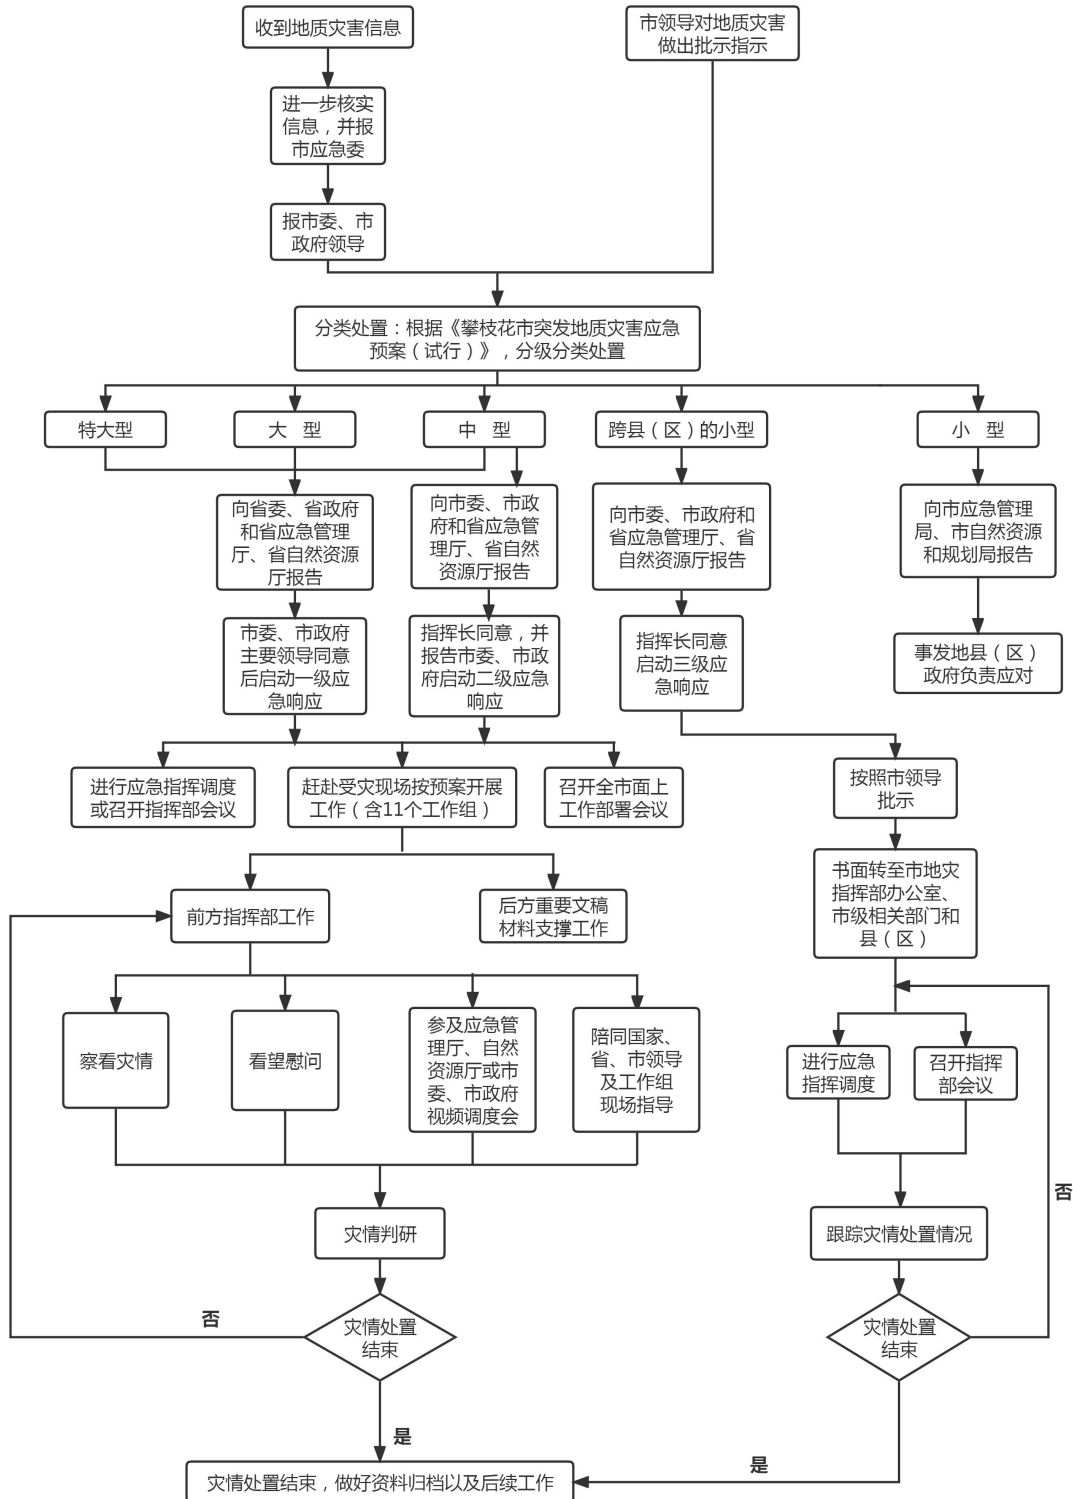 收到地质灾害信息
市领导对地质灾害
做出批示指示
进一步核实
信息，并报
市应急委
报市委、市
政府领导
分类处置：根据《攀枝花市突发地质灾害应急
预案（试行）》，分级分类处置
特大型
大 型
中 型
跨县（区）的小型
小 型
向省委、省政府
和省应急管理
厅、省自然资源
厅报告
向市委、市政
府和省应急管
理厅、省自然
资源厅报告
向市委、市政府和
省应急管理厅、省
自然资源厅报告
向市应急管理
局、市自然资源
和规划局报告
市委、市政府
主要领导同意
后启动一级应
急响应
指挥长同意，并
报告市委、市政
府启动二级应急
响应
指挥长同意
启动三级应
急响应
事发地县（区）
政府负责应对
进行应急指挥调度
或召开指挥部会议
赶赴受灾现场按预案开展
工作（含11个工作组）
召开全市面上
工作部署会议
按照市领导
批示
前方指挥部工作
后方重要文稿
材料支撑工作
书面转至市地灾
指挥部办公室、
市级相关部门和
县（区）
察看灾情
看望慰问
参及应急管
理厅、自然
资源厅或市
委、市政府
视频调度会
陪同国家、
省、市领导
及工作组
现场指导
进行应急
指挥调度
召开指挥
部会议
否
灾情判研
跟踪灾情处置情况
否
灾情处置
结束
灾情处置
结束
是
是
灾情处置结束，做好资料归档以及后续工作